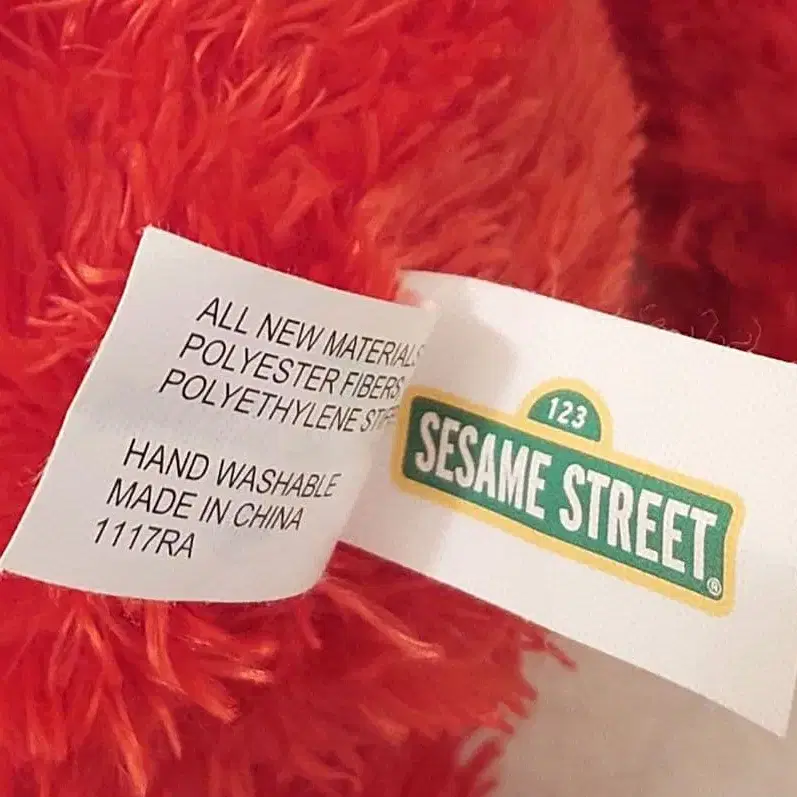 ALL NEW MATERIALS
POLYESTER FIBERS
POLYETHYLENE
HAND WASHABLE
MADE IN CHINA
1117RA
123
SESAME STREET®